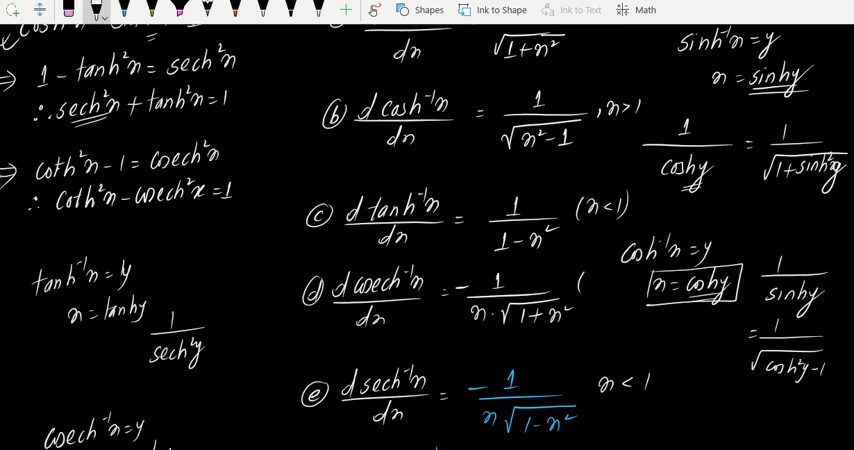 Shapes
Ink to Shape
Ink to Text
Math
⇒ 1 - tanh²x = sech²x
∴ sech²x + tanh²x = 1
⇒ coth²x - 1 = cosech²x
∴ coth²x - cosech²x = 1
tanh⁻¹x = y
x = tanhy
1 / sech²y
cosech⁻¹x = y
dx √1+x²
(b) d cosh⁻¹x / dx = 1 / √x²-1 , x>1
(c) d tanh⁻¹x / dx = 1 / 1-x² (x<1)
(d) d cosech⁻¹x / dx = - 1 / x.√1+x² (
(e) d sech⁻¹x / dx = - 1 / x√1-x² x < 1
sinh⁻¹x = y
x = sinhy
1 / coshy = 1 / √1+sinh²y
cosh⁻¹x = y
x = coshy
1 / sinhy
= 1 / √cosh²y-1